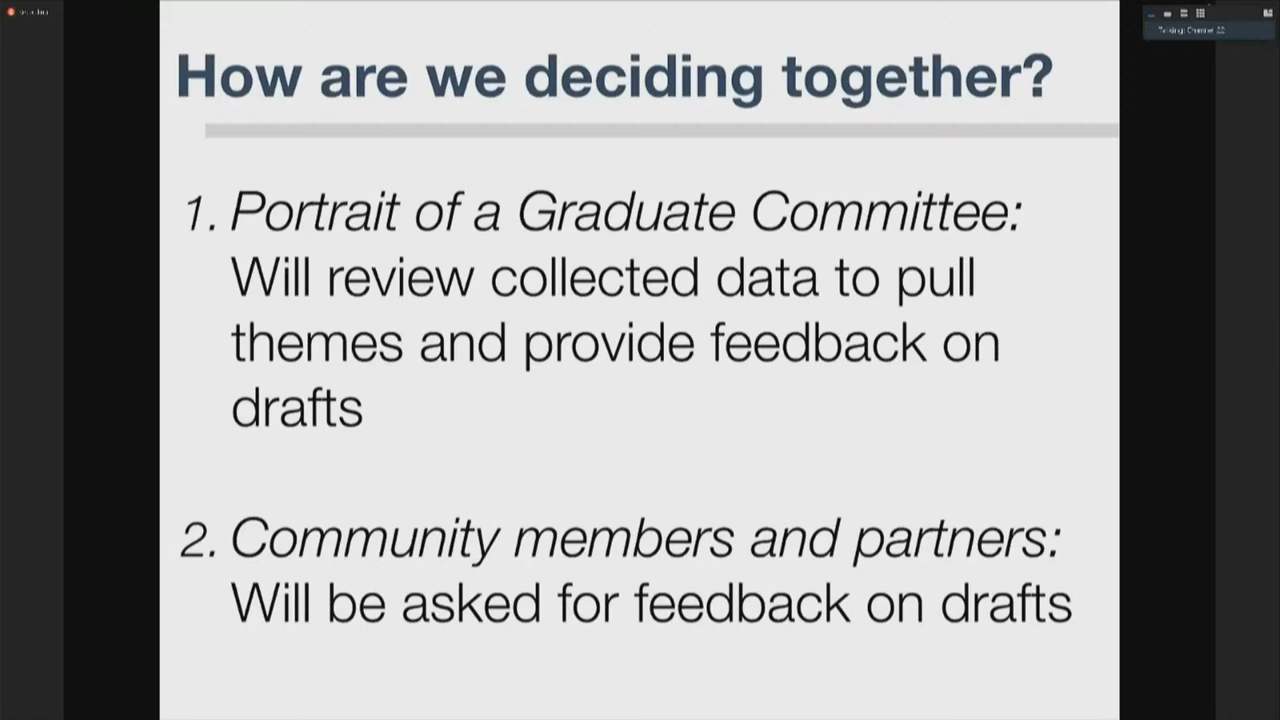 How are we deciding together?
1. Portrait of a Graduate Committee:
Will review collected data to pull
themes and provide feedback on
drafts
2. Community members and partners:
Will be asked for feedback on drafts